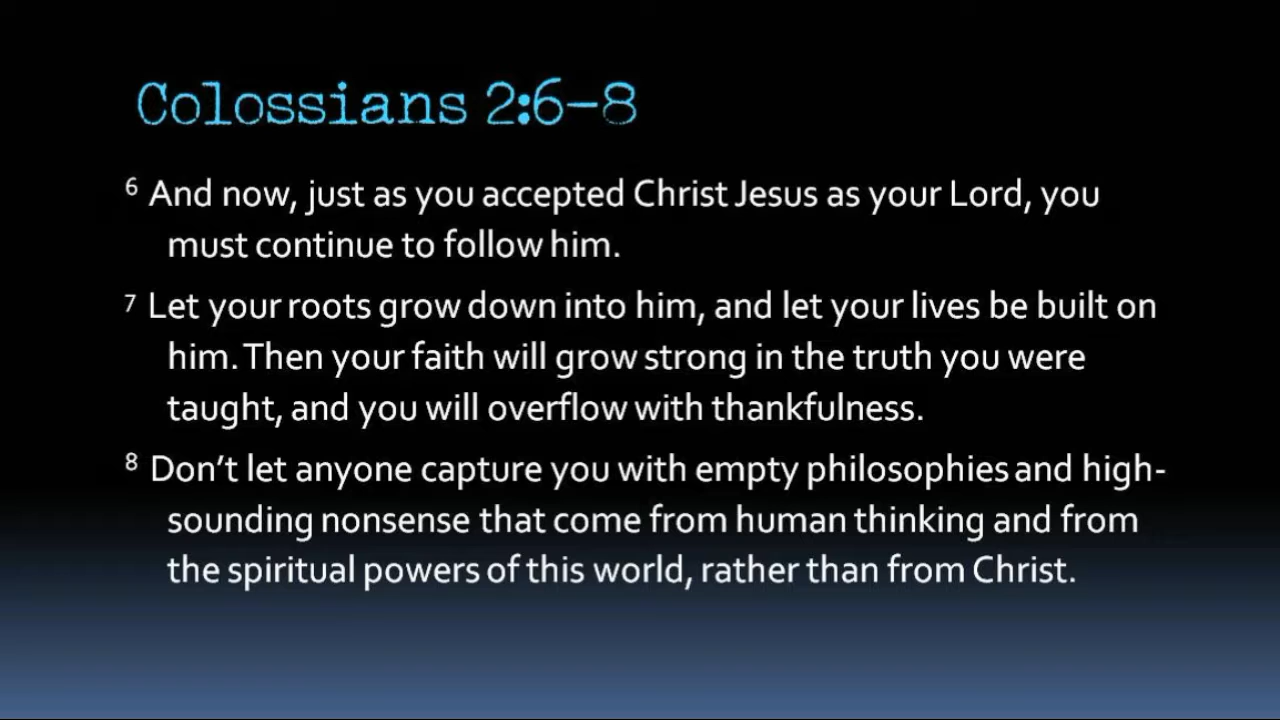 Colossians 2:6–8
6 And now, just as you accepted Christ Jesus as your Lord, you
must continue to follow him.
7 Let your roots grow down into him, and let your lives be built on
him. Then your faith will grow strong in the truth you were
taught, and you will overflow with thankfulness.
8 Don’t let anyone capture you with empty philosophies and high-
sounding nonsense that come from human thinking and from
the spiritual powers of this world, rather than from Christ.